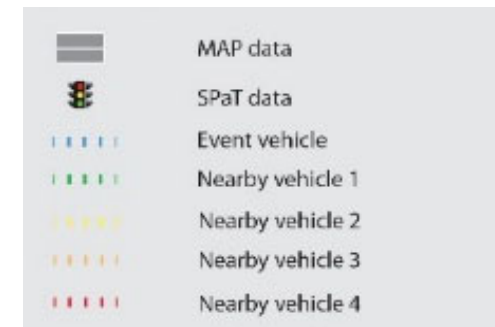 MAP data
SPaT data
Event vehicle
Nearby vehicle 1
Nearby vehicle 2
Nearby vehicle 3
Nearby vehicle 4